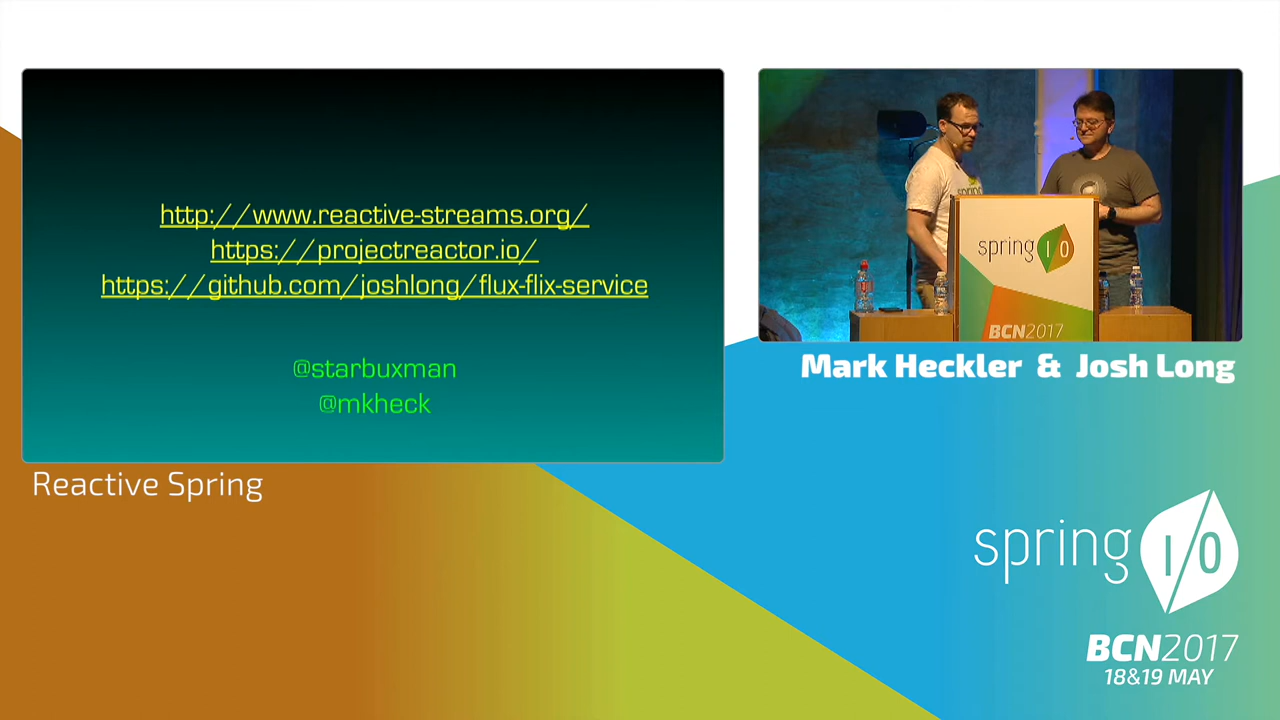 http://www.reactive-streams.org/
https://projectreactor.io/
https://github.com/joshlong/flux-flix-service
@starbuxman
@mkheck
spring
spring I/O
BCN2017
Mark Heckler & Josh Long
Reactive Spring
spring I/O
BCN2017
18&19 MAY